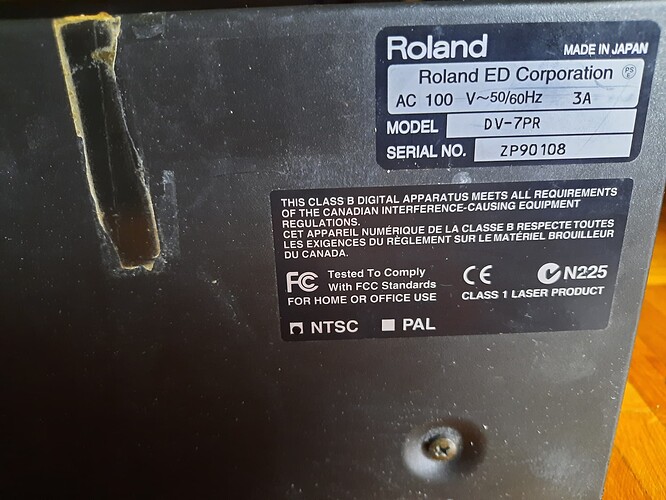 Roland MADE IN JAPAN
Roland ED Corporation PS E
AC 100 V～50/60Hz 3A
MODEL DV-7PR
SERIAL NO. ZP90108
THIS CLASS B DIGITAL APPARATUS MEETS ALL REQUIREMENTS
OF THE CANADIAN INTERFERENCE-CAUSING EQUIPMENT
REGULATIONS.
CET APPAREIL NUMÉRIQUE DE LA CLASSE B RESPECTE TOUTES
LES EXIGENCES DU RÉGLEMENT SUR LE MATÉRIEL BROUILLEUR
DU CANADA.
FC Tested To Comply
With FCC Standards
FOR HOME OR OFFICE USE
CE N225
CLASS 1 LASER PRODUCT
NTSC PAL